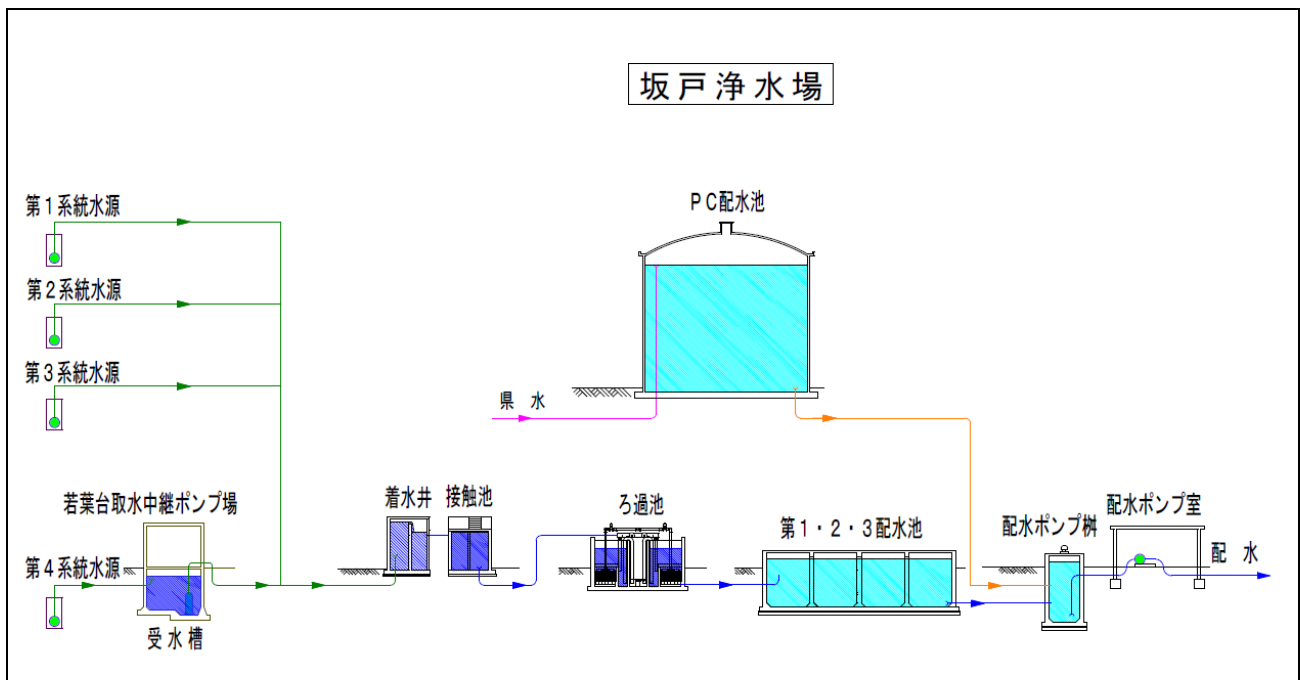 坂戸浄水場
第1系統水源
PC配水池
第2系統水源
第3系統水源
県 水
若葉台取水中継ポンプ場
着水井
接触池
ろ過池
第1・2・3配水池
配水ポンプ桝
配水ポンプ室
配 水
第4系統水源
受水槽